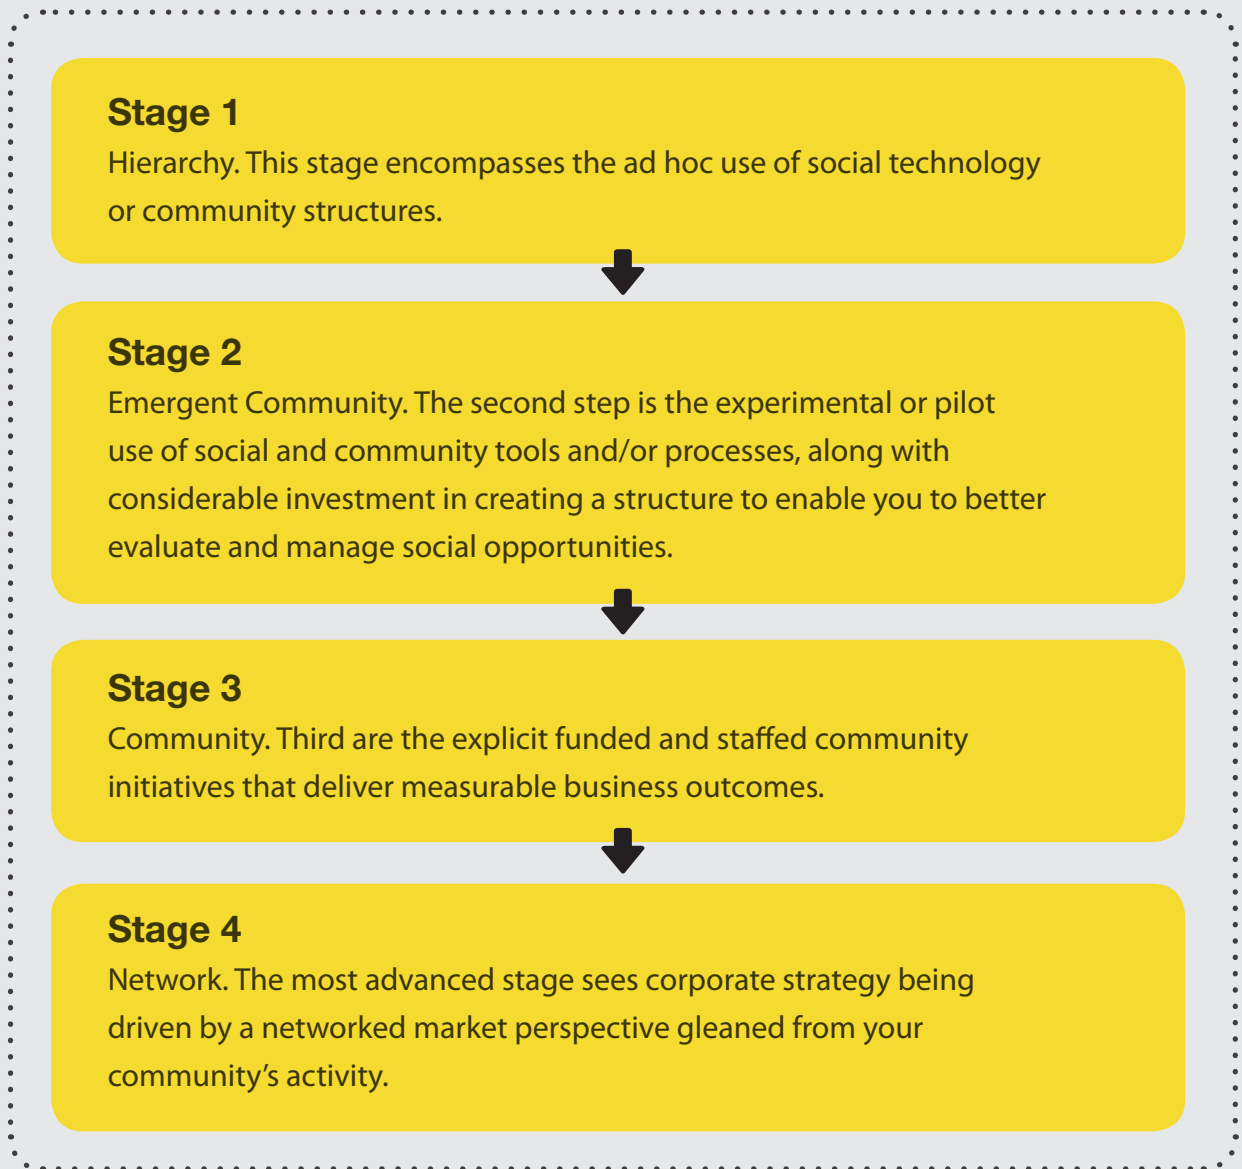 Stage 1
Hierarchy. This stage encompasses the ad hoc use of social technology
or community structures.
Stage 2
Emergent Community. The second step is the experimental or pilot
use of social and community tools and/or processes, along with
considerable investment in creating a structure to enable you to better
evaluate and manage social opportunities.
Stage 3
Community. Third are the explicit funded and staffed community
initiatives that deliver measurable business outcomes.
Stage 4
Network. The most advanced stage sees corporate strategy being
driven by a networked market perspective gleaned from your
community’s activity.